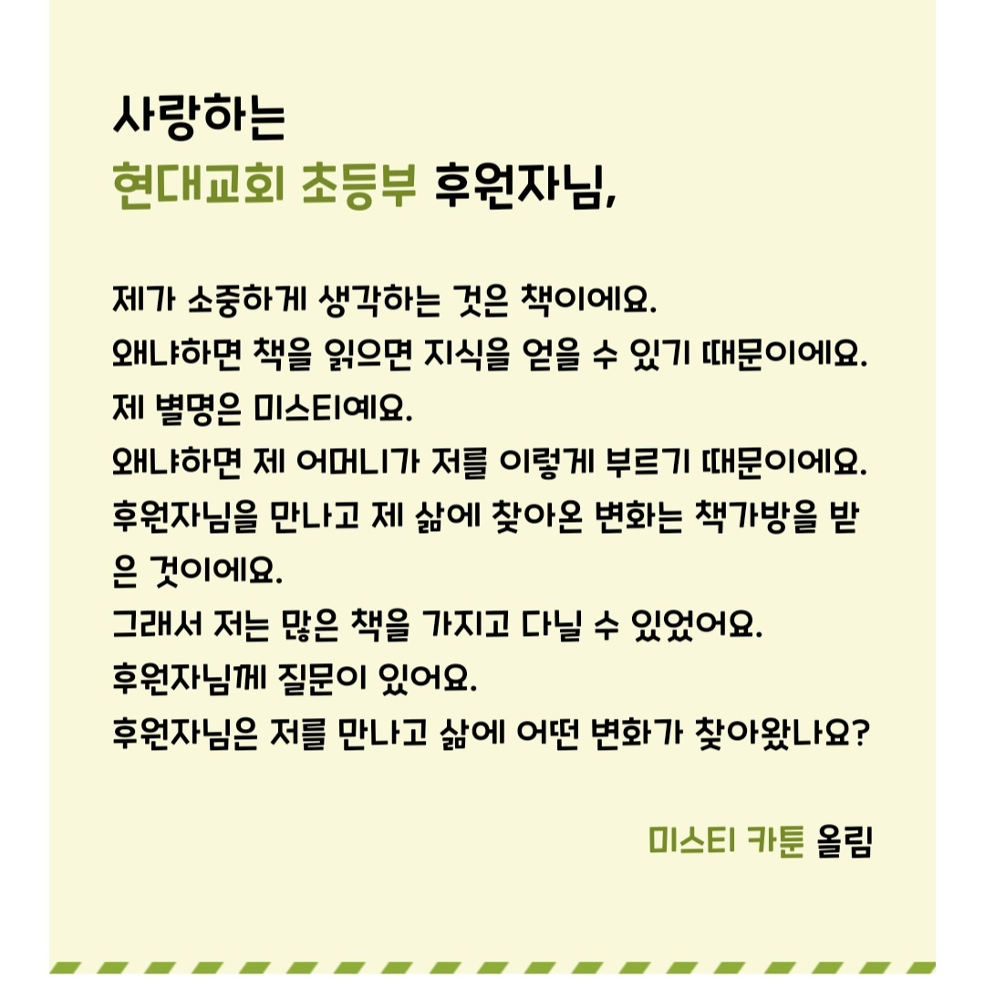 사랑하는
현대교회 초등부 후원자님,
제가 소중하게 생각하는 것은 책이에요.
왜냐하면 책을 읽으면 지식을 얻을 수 있기 때문이에요.
제 별명은 미스티예요.
왜냐하면 제 어머니가 저를 이렇게 부르기 때문이에요.
후원자님을 만나고 제 삶에 찾아온 변화는 책가방을 받
은 것이에요.
그래서 저는 많은 책을 가지고 다닐 수 있었어요.
후원자님께 질문이 있어요.
후원자님은 저를 만나고 삶에 어떤 변화가 찾아왔나요?
미스티 카툰 올림